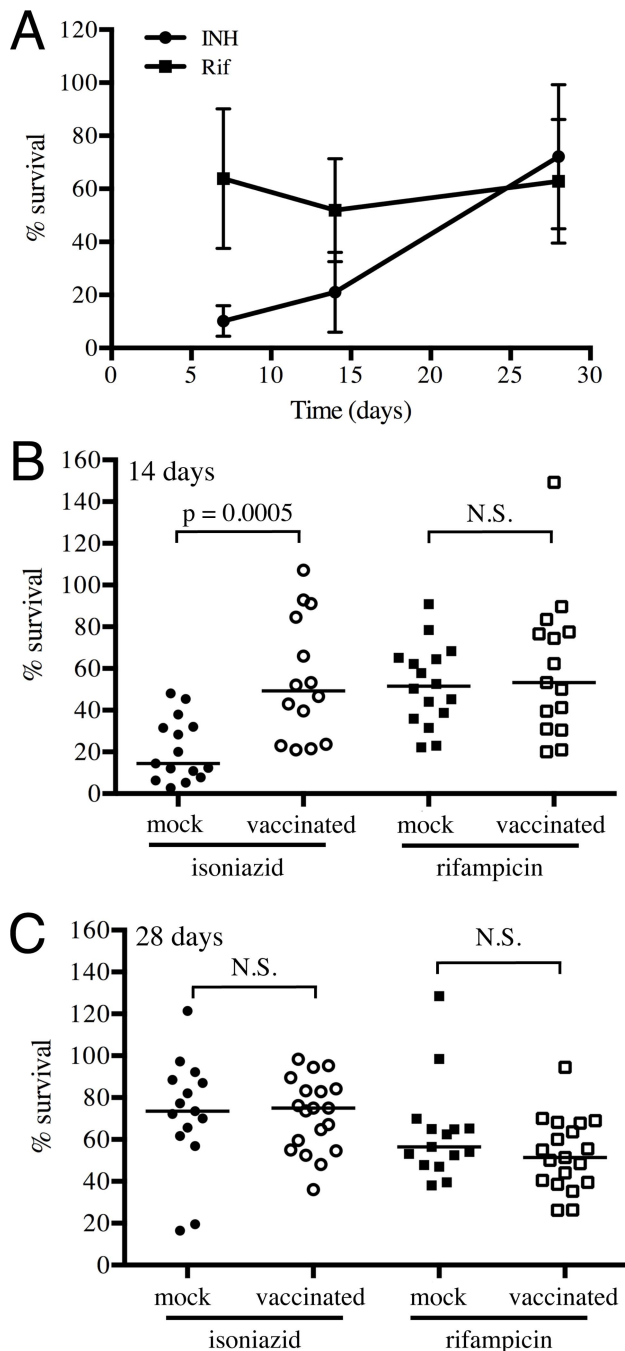 A
120
100
80
60
40
20
0
% survival
INH
Rif
0 5 10 15 20 25 30
Time (days)
B
14 days
160
140
120
100
80
60
40
20
0
% survival
p = 0.0005
N.S.
mock vaccinated mock vaccinated
isoniazid rifampicin
C
28 days
160
140
120
100
80
60
40
20
0
% survival
N.S.
N.S.
mock vaccinated mock vaccinated
isoniazid rifampicin